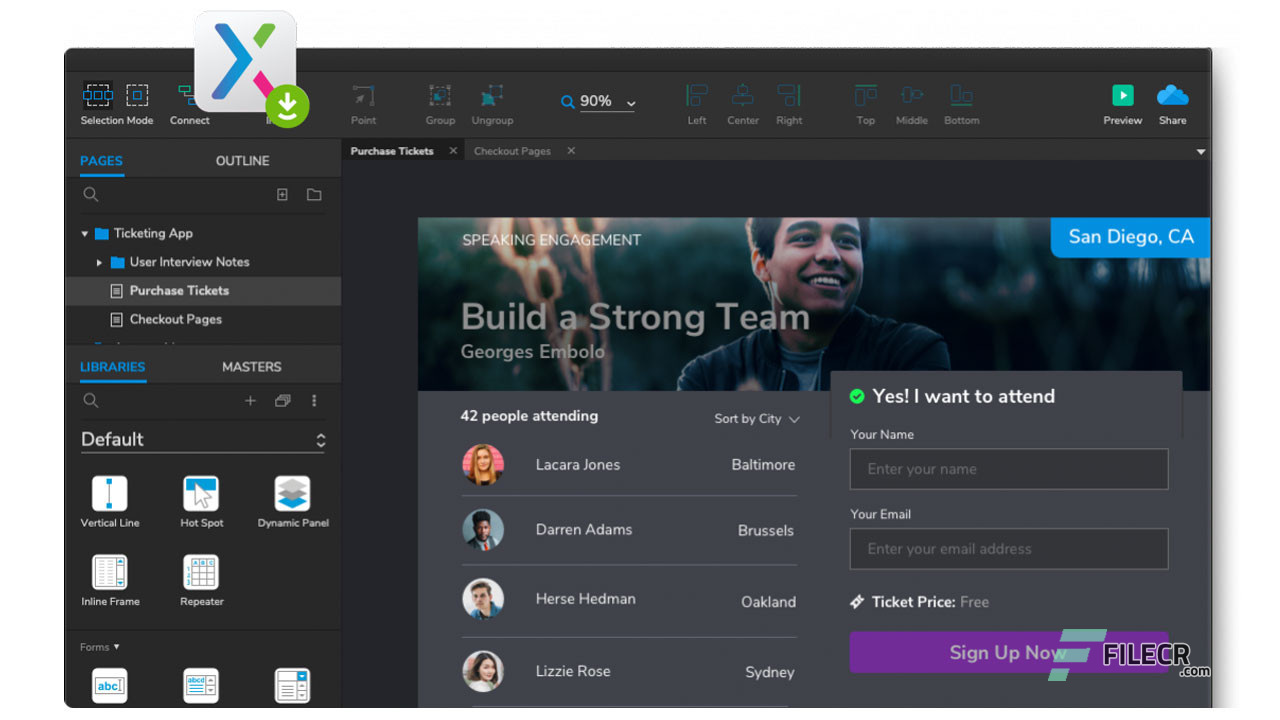 Selection Mode
Connect
Point
Group
Ungroup
90%
Left
Center
Right
Top
Middle
Bottom
Preview
Share
PAGES
OUTLINE
Purchase Tickets
Checkout Pages
Ticketing App
User Interview Notes
Purchase Tickets
Checkout Pages
LIBRARIES
MASTERS
Default
Vertical Line
Hot Spot
Dynamic Panel
Inline Frame
ABC
1
2
3
Repeater
Forms
abc
abcd
SPEAKING ENGAGEMENT
San Diego, CA
Build a Strong Team
Georges Embolo
42 people attending
Sort by City
Lacara Jones
Baltimore
Darren Adams
Brussels
Herse Hedman
Oakland
Lizzie Rose
Sydney
Yes! I want to attend
Your Name
Enter your name
Your Email
Enter your email address
Ticket Price: Free
Sign Up Now
FILECR
.com